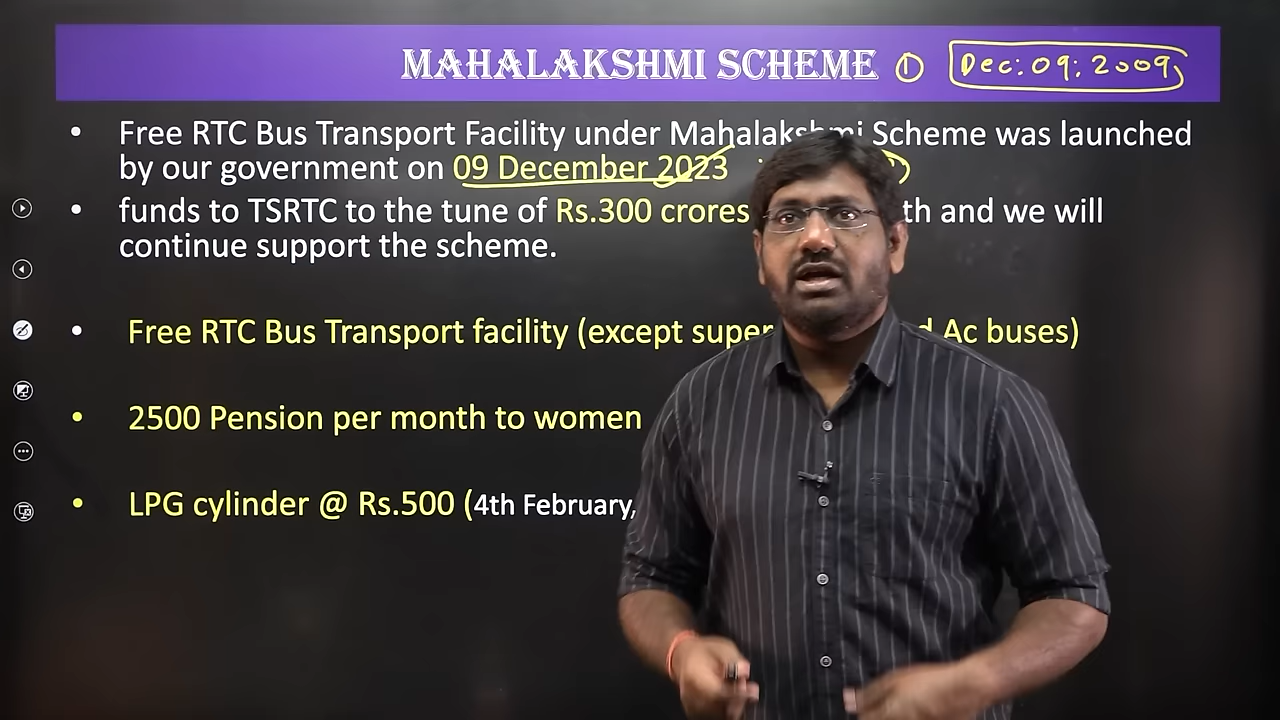 MAHALAKSHMI SCHEME ① Dec: 09: 2009
• Free RTC Bus Transport Facility under Mahalakshmi Scheme was launched
by our government on 09 December 2023
• funds to TSRTC to the tune of Rs.300 crores th and we will
continue support the scheme.
• Free RTC Bus Transport facility (except super d Ac buses)
• 2500 Pension per month to women
• LPG cylinder @ Rs.500 (4th February,